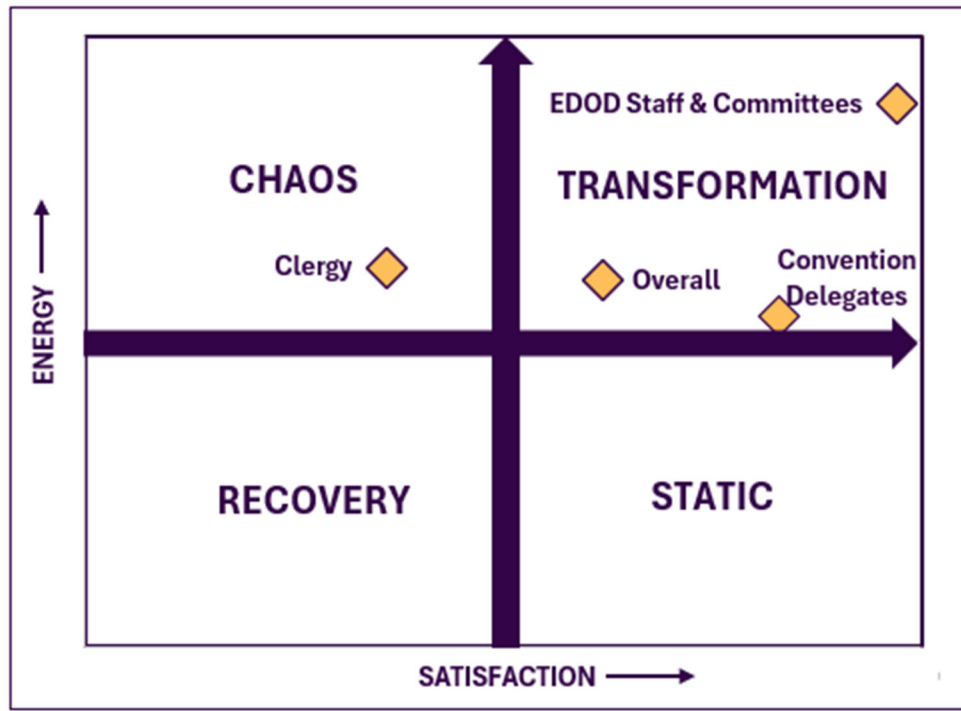 EDOD Staff & Committees
CHAOS
TRANSFORMATION
Clergy
Overall
Convention
Delegates
ENERGY
RECOVERY
STATIC
SATISFACTION